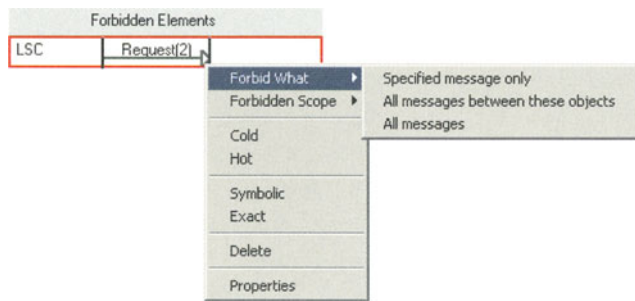 Forbidden Elements
LSC Request(2)
Forbid What Specified message only
Forbidden Scope All messages between these objects
All messages
Cold
Hot
Symbolic
Exact
Delete
Properties